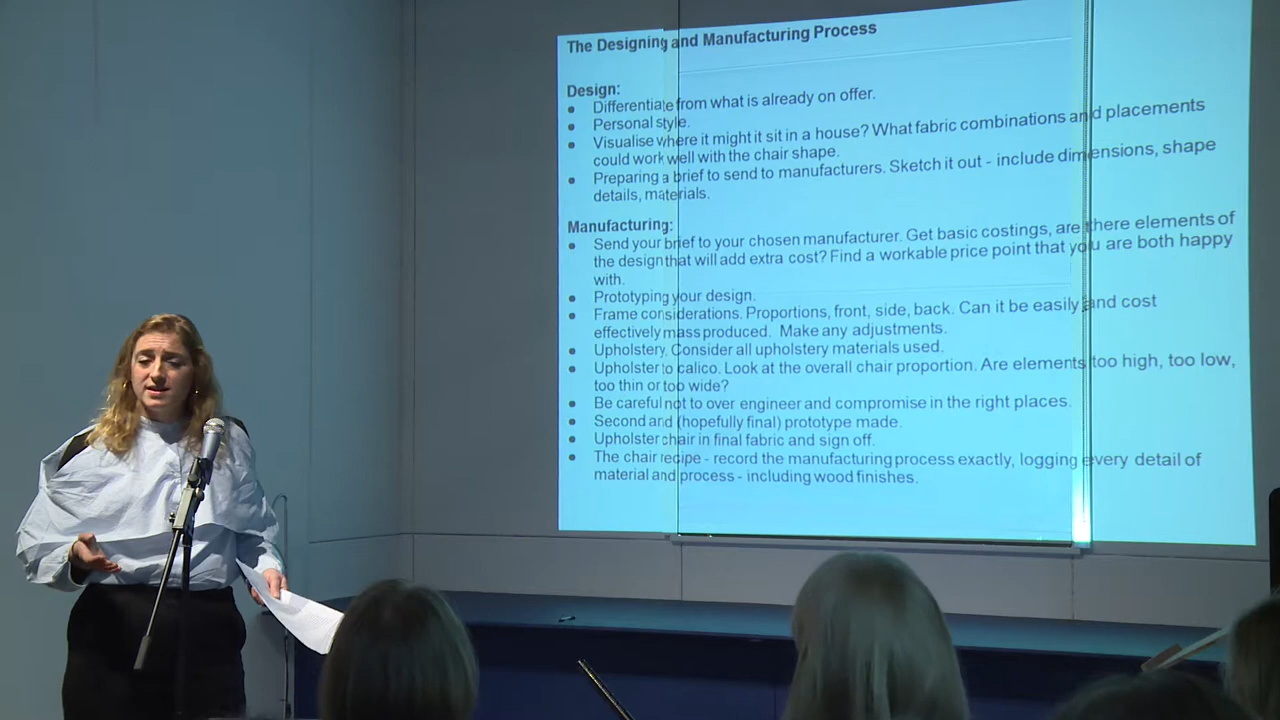 The Designing and Manufacturing Process
Design:
• Differentiate from what is already on offer.
• Personal style.
• Visualise where it might it sit in a house? What fabric combinations and placements
could work well with the chair shape.
• Preparing a brief to send to manufacturers. Sketch it out - include dimensions, shape
details, materials.
Manufacturing:
• Send your brief to your chosen manufacturer. Get basic costings, are there elements of
the design that will add extra cost? Find a workable price point that you are both happy
with.
• Prototyping your design.
• Frame considerations. Proportions, front, side, back. Can it be easily and cost
effectively mass produced. Make any adjustments.
• Upholstery. Consider all upholstery materials used.
• Upholster to calico. Look at the overall chair proportion. Are elements too high, too low,
too thin or too wide?
• Be careful not to over engineer and compromise in the right places.
• Second and (hopefully final) prototype made.
• Upholster chair in final fabric and sign off.
• The chair recipe - record the manufacturing process exactly, logging every detail of
material and process - including wood finishes.